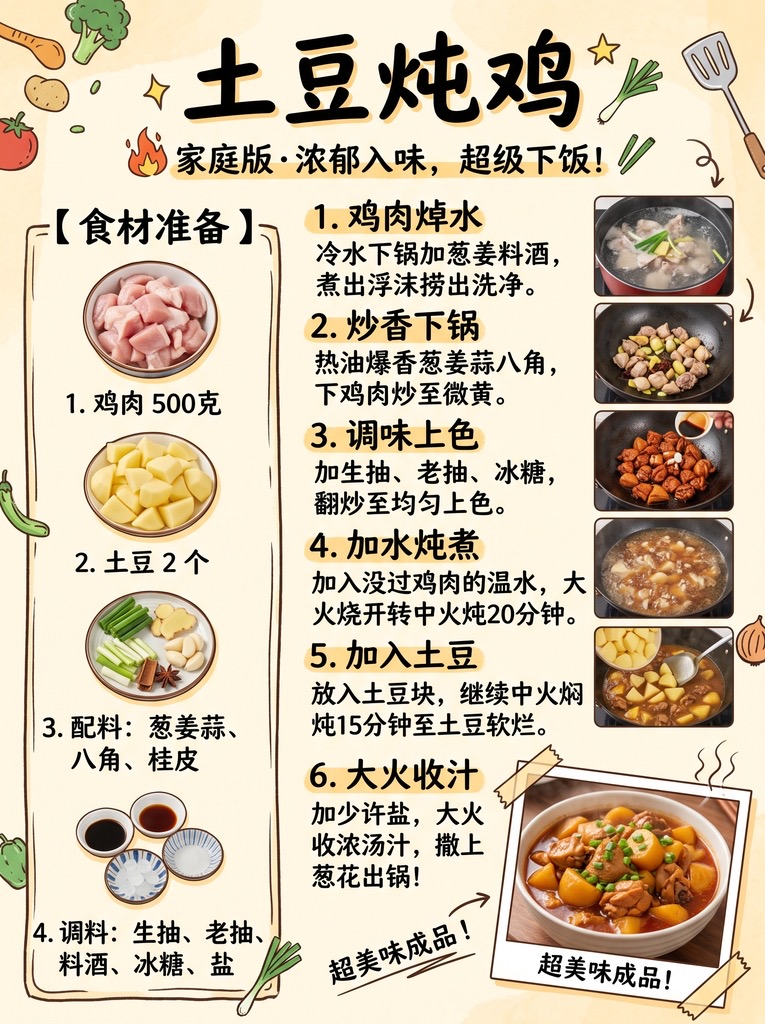 土豆炖鸡
家庭版·浓郁入味，超级下饭！
【食材准备】
1. 鸡肉 500克
2. 土豆 2 个
3. 配料：葱姜蒜、
八角、桂皮
4. 调料：生抽、老抽、
料酒、冰糖、盐
1. 鸡肉焯水
冷水下锅加葱姜料酒，
煮出浮沫捞出洗净。
2. 炒香下锅
热油爆香葱姜蒜八角，
下鸡肉炒至微黄。
3. 调味上色
加生抽、老抽、冰糖，
翻炒至均匀上色。
4. 加水炖煮
加入没过鸡肉的温水，大
火烧开转中火炖20分钟。
5. 加入土豆
放入土豆块，继续中火焖
炖15分钟至土豆软烂。
6. 大火收汁
加少许盐，大火
收浓汤汁，撒上
葱花出锅！
超美味成品！
超美味成品！